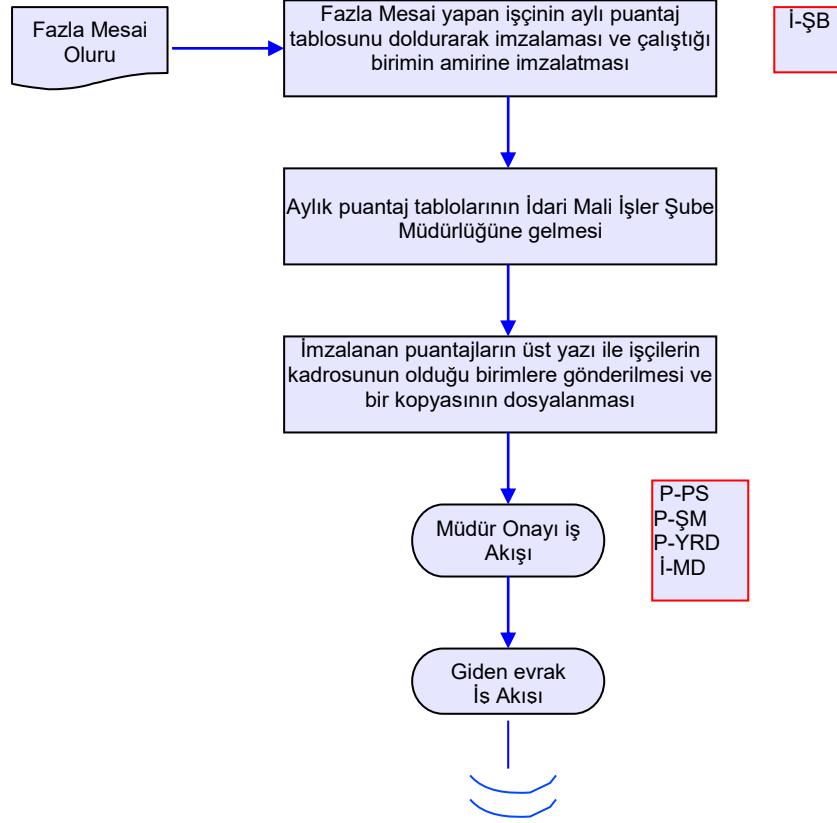 Fazla Mesai
Oluru
Fazla Mesai yapan işçinin aylı puantaj
tablosunu doldurarak imzalaması ve çalıştığı
birimin amirine imzalatması
İ-ŞB
Aylık puantaj tablolarının İdari Mali İşler Şube
Müdürlüğüne gelmesi
İmzalanan puantajların üst yazı ile işçilerin
kadrosunun olduğu birimlere gönderilmesi ve
bir kopyasının dosyalanması
Müdür Onayı iş
Akışı
P-PS
P-ŞM
P-YRD
İ-MD
Giden evrak
İş Akışı